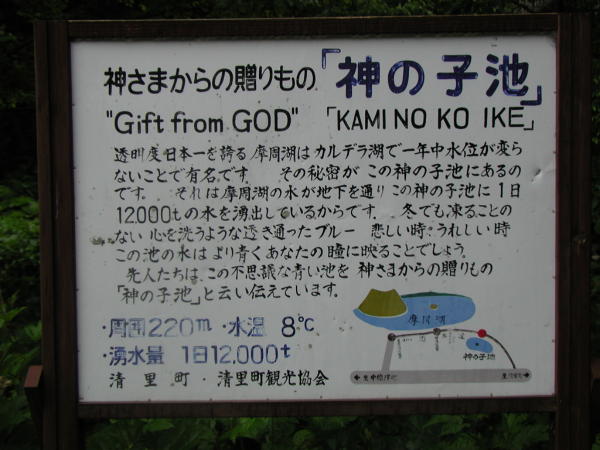 神さまからの贈りもの「神の子池」
"Gift from GOD" 「KAMI NO KO IKE」
透明度日本一を誇る摩周湖はカルデラ湖で一年中水位が変ら
ないことで有名です。 その秘密が この神の子池にあるの
です。 それは摩周湖の水が地下を通り この神の子池に 1日
12,000tの水を湧出しているからです。 冬でも凍ることの
ない 心を洗うような透き通ったブルー 悲しい時・うれしい時
この池の水は より青くあなたの瞳に映ることでしょう。
先人たちは、この不思議な青い池を 神さまからの贈りもの
「神の子池」と云い伝えています。
・周囲220m ・水温 8℃
・湧水量 1日12.000t
清里町・清里町観光協会
摩周湖
神の子池